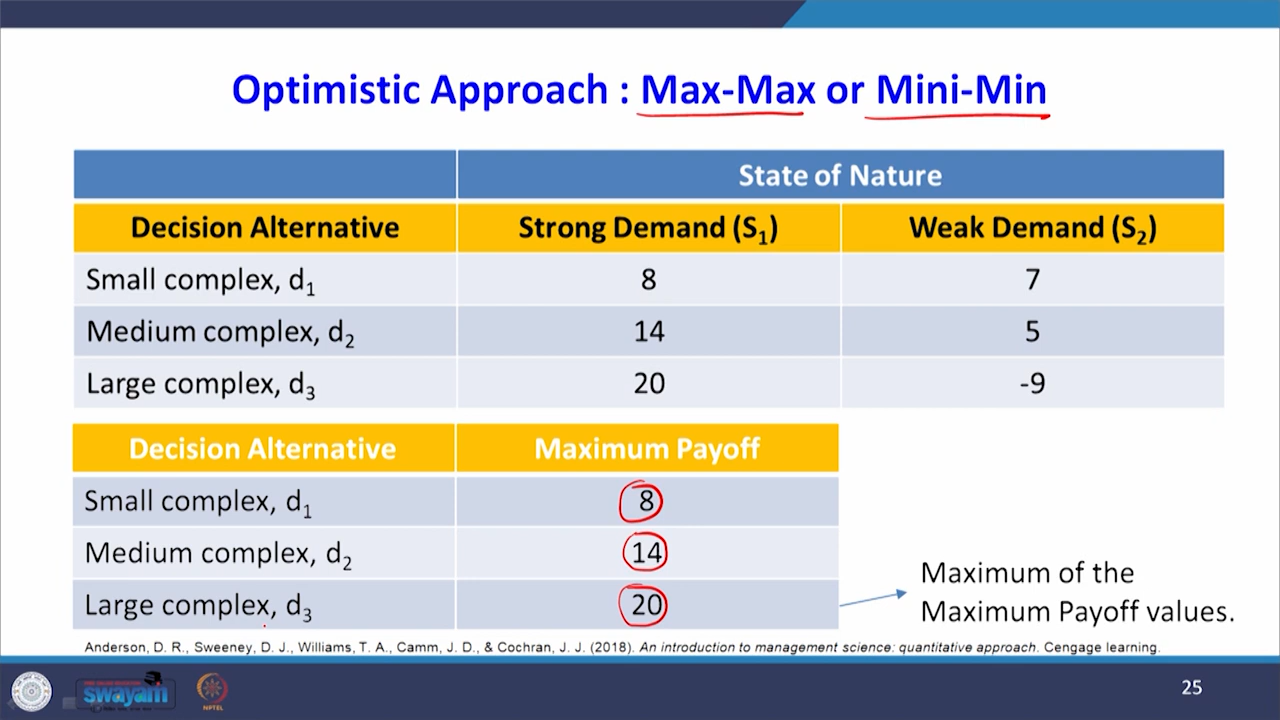 Optimistic Approach : Max-Max or Mini-Min
State of Nature
Decision Alternative Strong Demand (S₁) Weak Demand (S₂)
Small complex, d₁ 8 7
Medium complex, d₂ 14 5
Large complex, d₃ 20 -9
Decision Alternative Maximum Payoff
Small complex, d₁ 8
Medium complex, d₂ 14
Large complex, d₃ 20
Maximum of the
Maximum Payoff values.
Anderson, D. R., Sweeney, D. J., Williams, T. A., Camm, J. D., & Cochran, J. J. (2018). An introduction to management science: quantitative approach. Cengage learning.
swayam
NPTEL
25